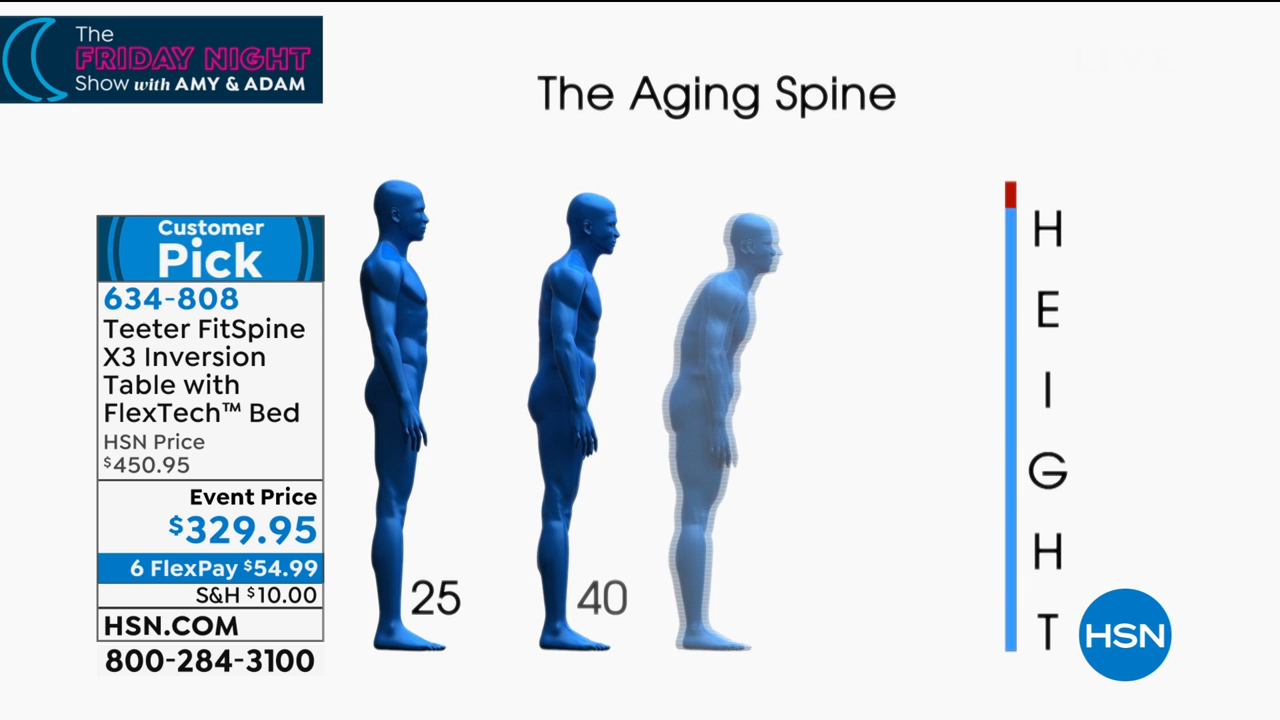 The
FRIDAY NIGHT
Show with AMY & ADAM
The Aging Spine
Customer
Pick
634-808
Teeter FitSpine
X3 Inversion
Table with
FlexTech™ Bed
HSN Price
$450.95
Event Price
$329.95
6 FlexPay $54.99
S&H $10.00
HSN.COM
800-284-3100
25
40
H
E
I
G
H
T
HSN